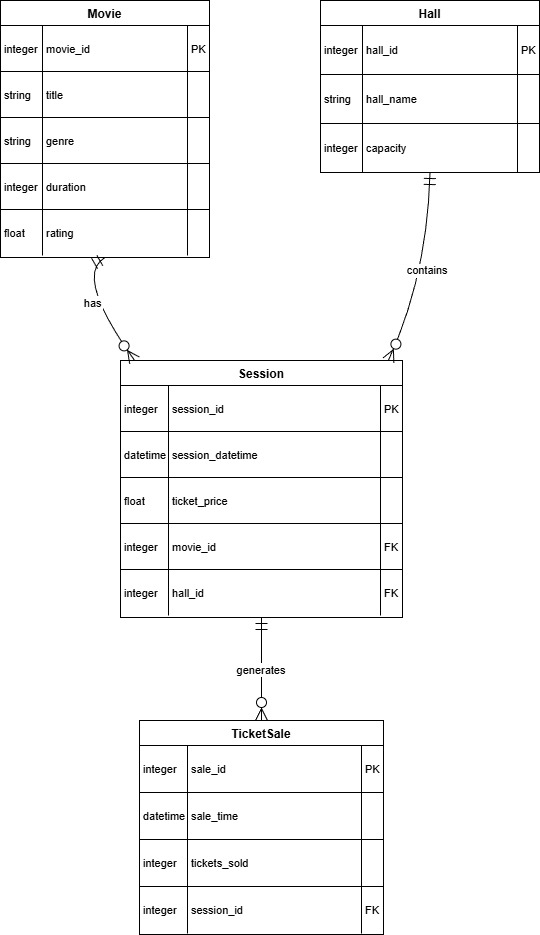 Movie
integer movie_id PK
string title
string genre
integer duration
float rating
Hall
integer hall_id PK
string hall_name
integer capacity
has
contains
Session
integer session_id PK
datetime session_datetime
float ticket_price
integer movie_id FK
integer hall_id FK
generates
TicketSale
integer sale_id PK
datetime sale_time
integer tickets_sold
integer session_id FK